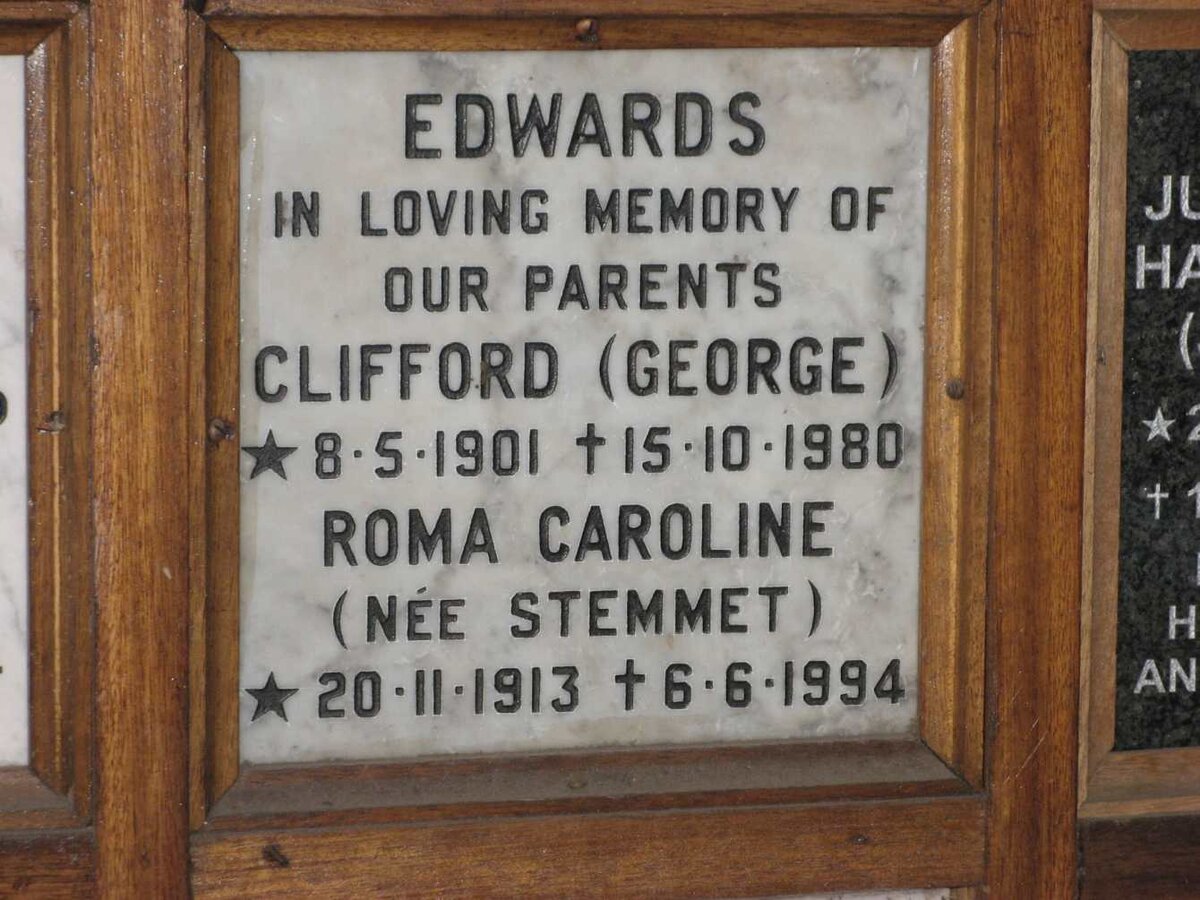 EDWARDS
IN LOVING MEMORY OF
OUR PARENTS
CLIFFORD (GEORGE)
★ 8·5·1901 ✝ 15·10·1980
ROMA CAROLINE
(NÉE STEMMET)
★ 20·11·1913 ✝ 6·6·1994